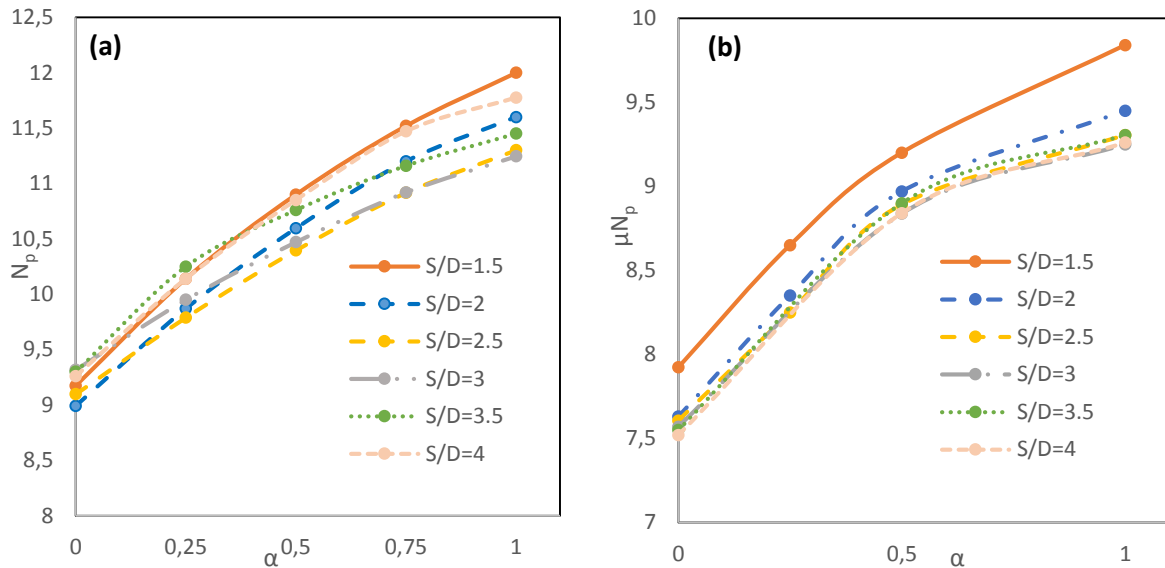 (a)
12,5
12
11,5
11
10,5
10
9,5
9
8,5
8
Nₚ
0
0,25
0,5
0,75
1
α
S/D=1.5
S/D=2
S/D=2.5
S/D=3
S/D=3.5
S/D=4
(b)
10
9,5
9
8,5
8
7,5
7
μNₚ
0
0,5
1
α
S/D=1.5
S/D=2
S/D=2.5
S/D=3
S/D=3.5
S/D=4